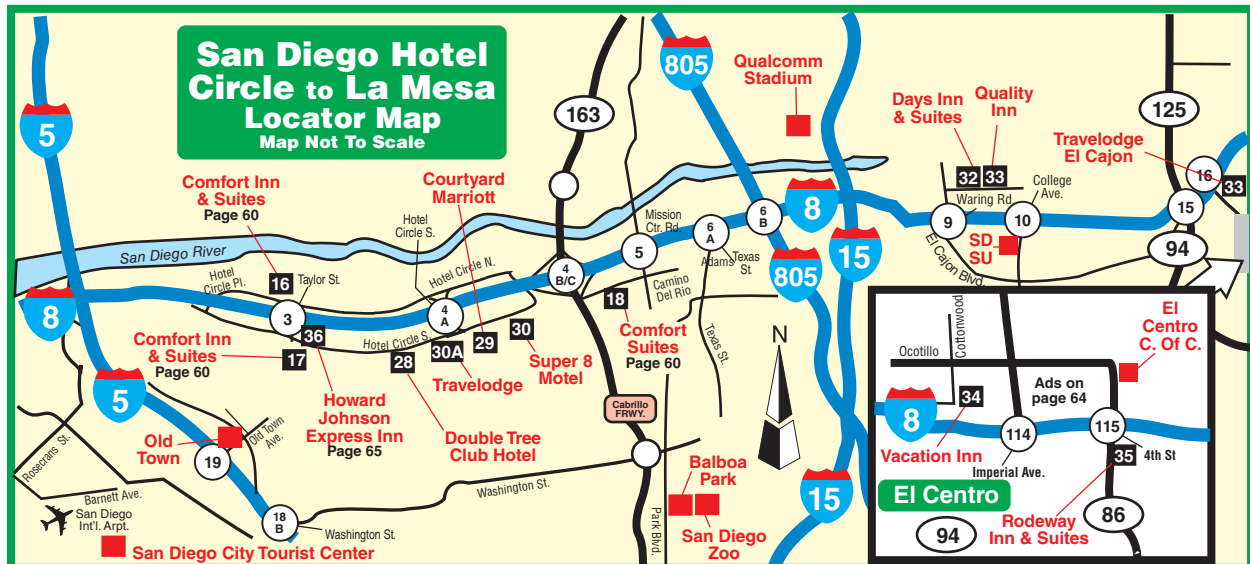 San Diego Hotel
Circle to La Mesa
Locator Map
Map Not To Scale
5
163
805
Qualcomm
Stadium
Days Inn
& Suites
Quality
Inn
125
Travelodge
El Cajon
16
33
32
33
College
Ave.
Waring Rd.
9
10
15
94
SD
SU
El Cajon Blvd.
8
15
805
6
B
6
A
Texas
St.
Adams
Mission
Ctr. Rd.
5
Camino
Del Rio
Texas St.
18
Comfort
Suites
Page 60
4
B/C
Courtyard
Marriott
Hotel
Circle S.
Hotel Circle N.
Comfort Inn
& Suites
Page 60
San Diego River
Hotel
Circle Pl.
16
Taylor St.
3
4
A
8
36
17
Comfort Inn
& Suites
Page 60
Hotel Circle S.
28
30A
29
30
Travelodge
Super 8
Motel
Howard
Johnson
Express Inn
Page 65
Double Tree
Club Hotel
Cabrillo
FRWY.
N
5
Old
Town
Old Town
Ave.
19
Rosecrans St.
Barnett Ave.
San Diego
Int'l. Arpt.
18
B
Washington St.
Washington St.
San Diego City Tourist Center
Park Blvd.
Balboa
Park
San Diego
Zoo
15
Cottonwood
Ocotillo
El
Centro
C. Of C.
Ads on
page 64
8
34
Vacation Inn
114
115
Imperial Ave.
4th St
35
El Centro
94
Rodeway
Inn & Suites
86